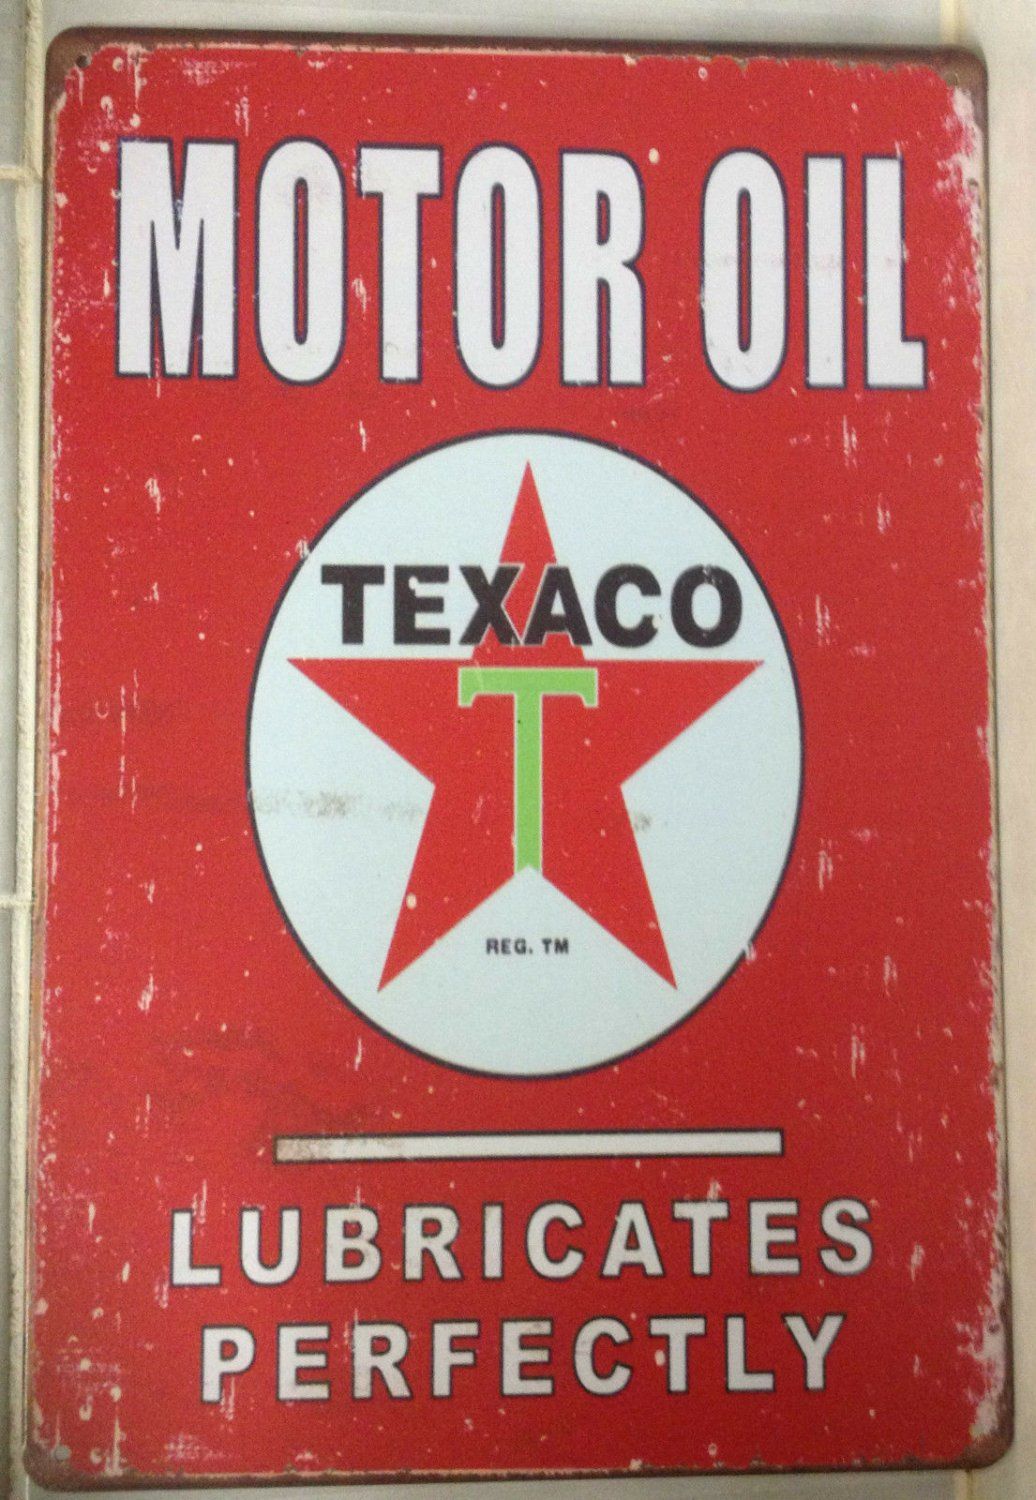 MOTOR OIL
TEXACO
T
REG. TM
LUBRICATES
PERFECTLY